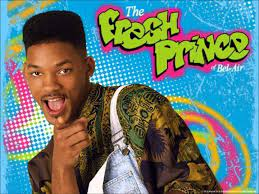 The
Fresh
Prince
of Bel-Air